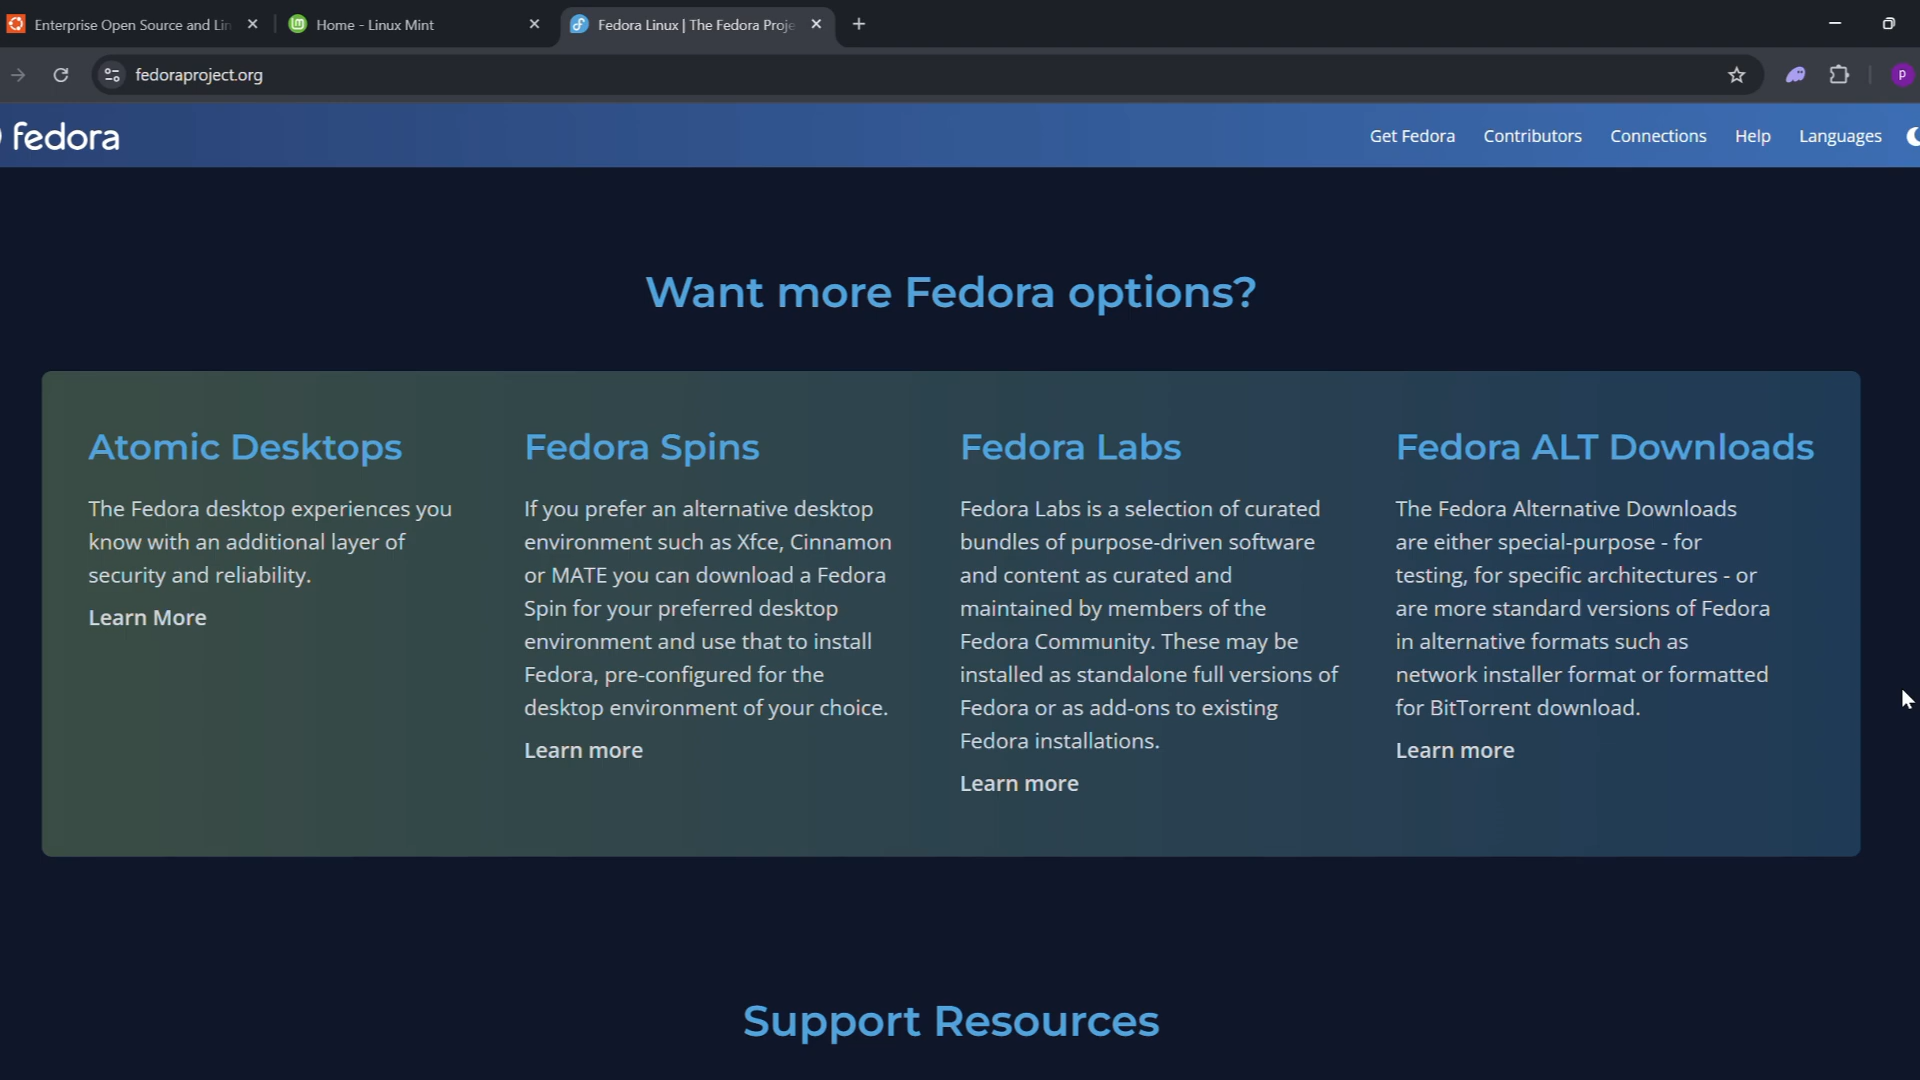 Enterprise Open Source and Lin
Home - Linux Mint
Fedora Linux | The Fedora Proje
fedoraproject.org
P
fedora
Get Fedora Contributors Connections Help Languages
Want more Fedora options?
Atomic Desktops
The Fedora desktop experiences you
know with an additional layer of
security and reliability.
Learn More
Fedora Spins
If you prefer an alternative desktop
environment such as Xfce, Cinnamon
or MATE you can download a Fedora
Spin for your preferred desktop
environment and use that to install
Fedora, pre-configured for the
desktop environment of your choice.
Learn more
Fedora Labs
Fedora Labs is a selection of curated
bundles of purpose-driven software
and content as curated and
maintained by members of the
Fedora Community. These may be
installed as standalone full versions of
Fedora or as add-ons to existing
Fedora installations.
Learn more
Fedora ALT Downloads
The Fedora Alternative Downloads
are either special-purpose - for
testing, for specific architectures - or
are more standard versions of Fedora
in alternative formats such as
network installer format or formatted
for BitTorrent download.
Learn more
Support Resources